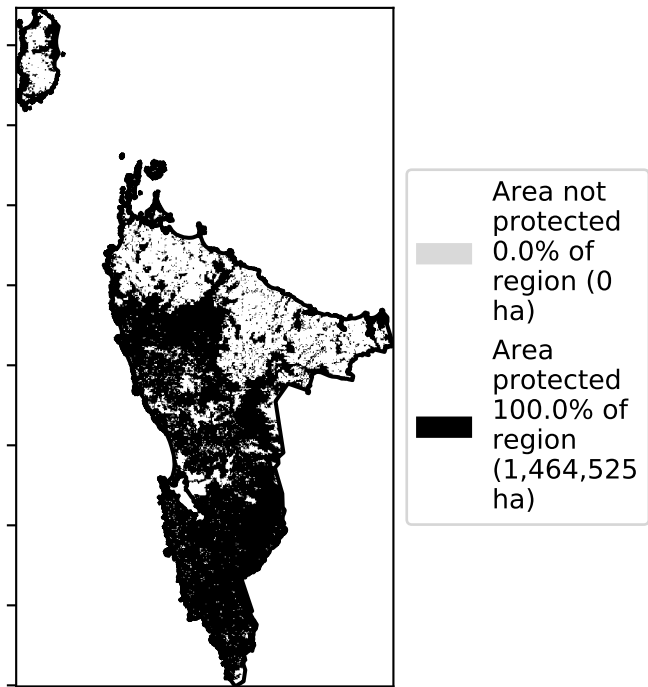 Area not
protected
0.0% of
region (0
ha)
Area
protected
100.0% of
region
(1,464,525
ha)